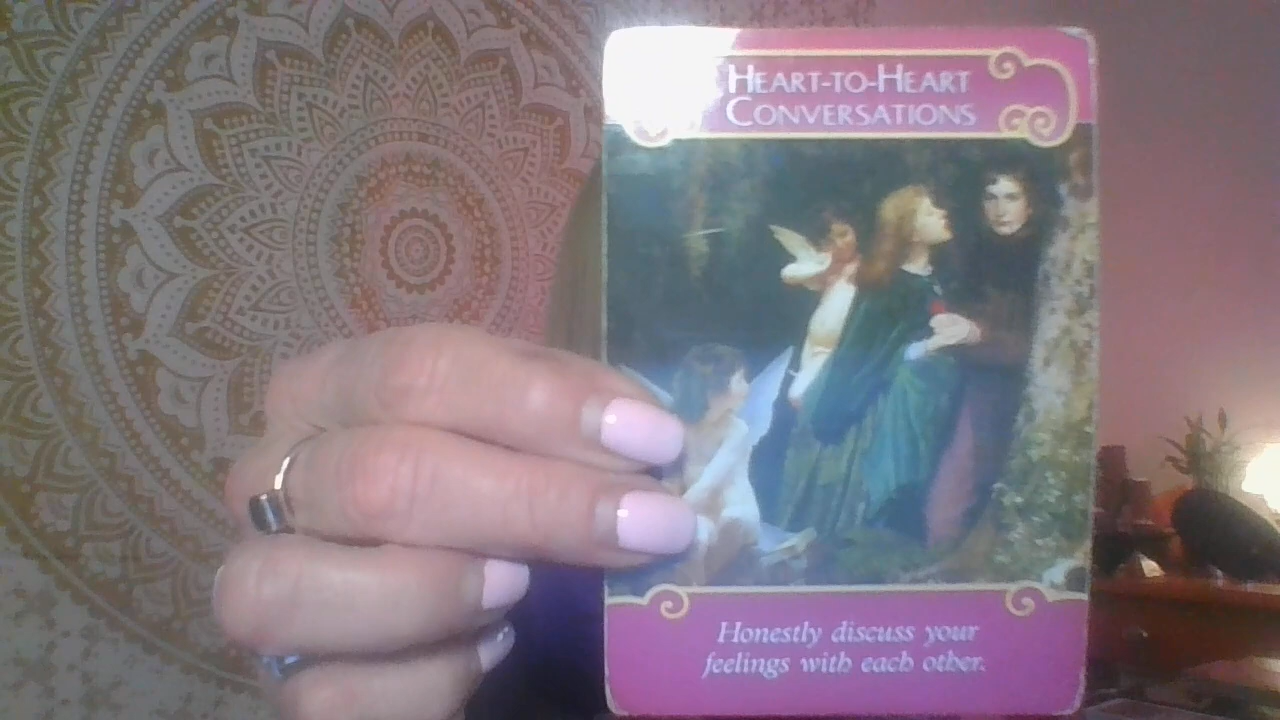 HEART-TO-HEART
CONVERSATIONS
Honestly discuss your
feelings with each other.